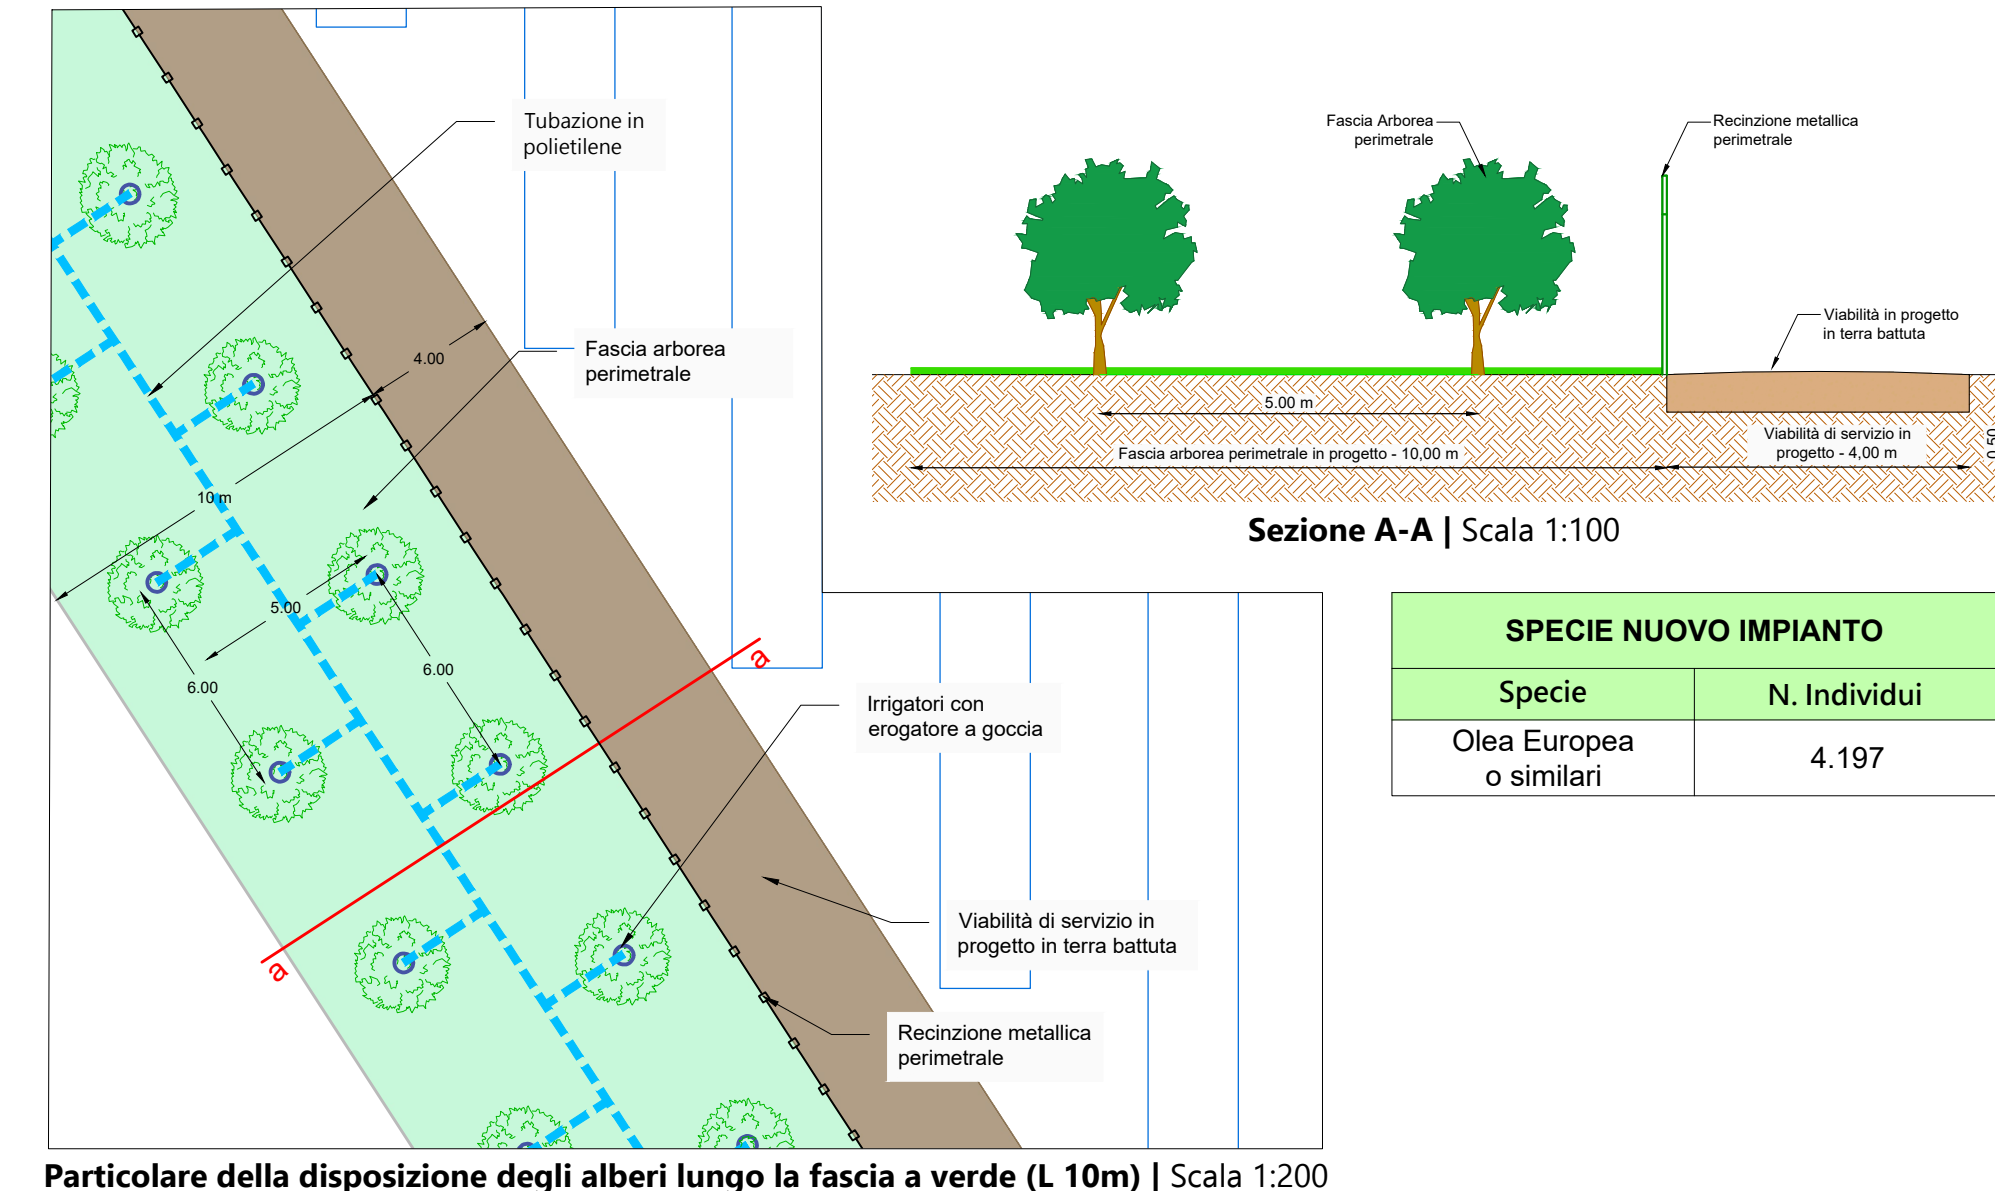 Tubazione in
polietilene
4.00
Fascia arborea
perimetrale
10 m
5.00
6.00
6.00
a
a
Irrigatori con
erogatore a goccia
Viabilità di servizio in
progetto in terra battuta
Recinzione metallica
perimetrale
Particolare della disposizione degli alberi lungo la fascia a verde (L 10m) | Scala 1:200
Fascia Arborea
perimetrale
Recinzione metallica
perimetrale
Viabilità in progetto
in terra battuta
5.00 m
Fascia arborea perimetrale in progetto - 10,00 m
Viabilità di servizio in
progetto - 4,00 m
0.50
Sezione A-A | Scala 1:100
SPECIE NUOVO IMPIANTO
Specie N. Individui
Olea Europea
o similari
4.197